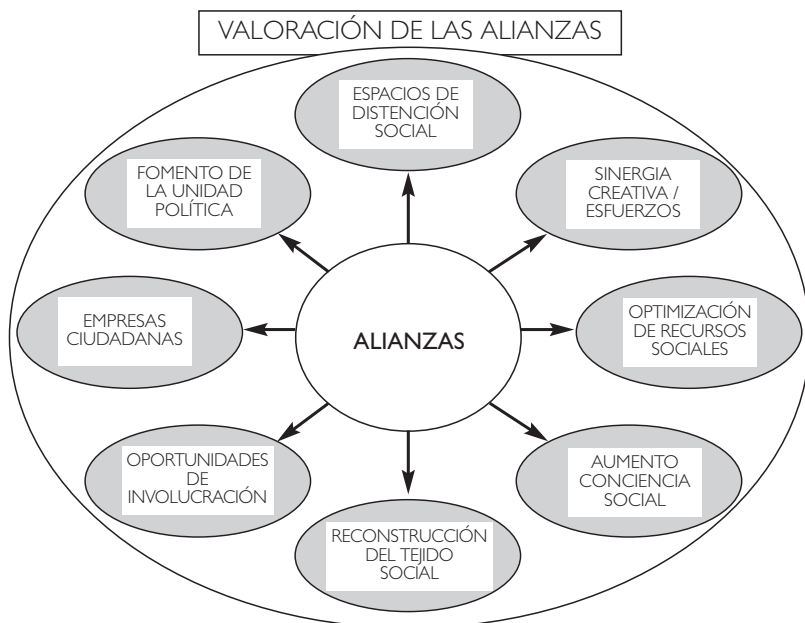 VALORACIÓN DE LAS ALIANZAS
ESPACIOS DE
DISTENCIÓN
SOCIAL
FOMENTO DE
LA UNIDAD
POLÍTICA
SINERGIA
CREATIVA /
ESFUERZOS
EMPRESAS
CIUDADANAS
ALIANZAS
OPTIMIZACIÓN
DE RECURSOS
SOCIALES
OPORTUNIDADES
DE
INVOLUCRACIÓN
AUMENTO
CONCIENCIA
SOCIAL
RECONSTRUCCIÓN
DEL TEJIDO
SOCIAL